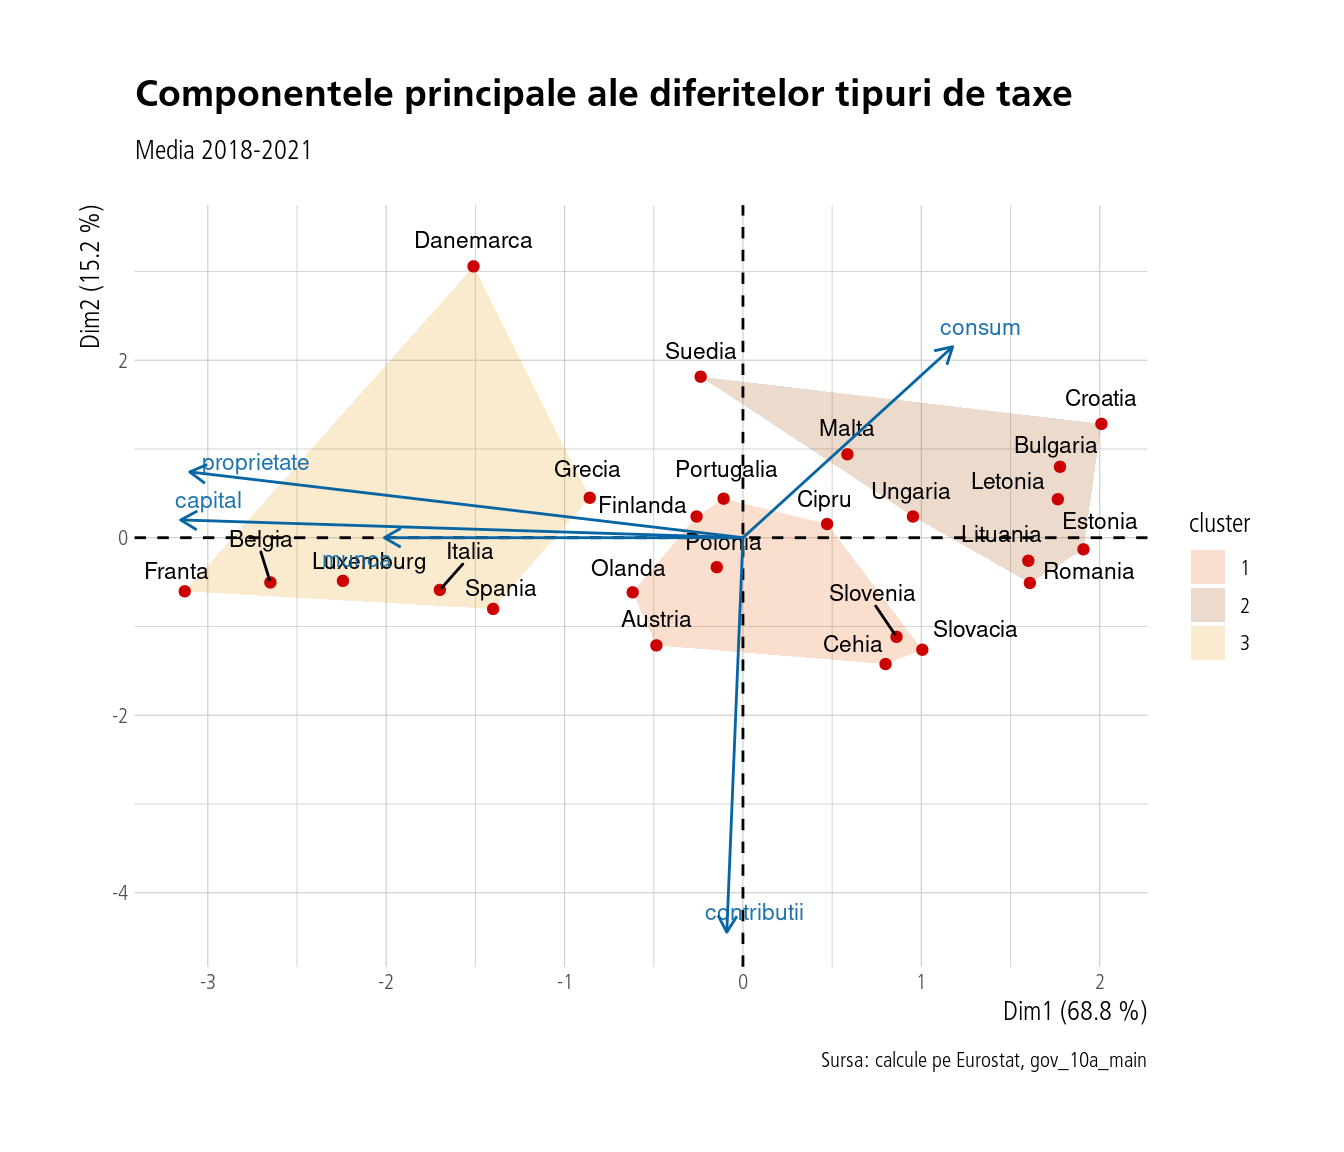 Componentele principale ale diferitelor tipuri de taxe
Media 2018-2021
Dim2 (15.2 %)
Danemarca
consum
Suedia
2
Croatia
Malta
Bulgaria
proprietate
Grecia
Portugalia
Letonia
capital
Finlanda
Cipru
Ungaria
Estonia
Lituania
0
Belgia
Polonia
Italia
munca
Luxemburg
Franta
Olanda
Romania
Spania
Slovenia
Austria
Slovacia
Cehia
cluster
1
2
3
-2
-4
contributii
-3
-2
-1
0
1
2
Dim1 (68.8 %)
Sursa: calcule pe Eurostat, gov_10a_main